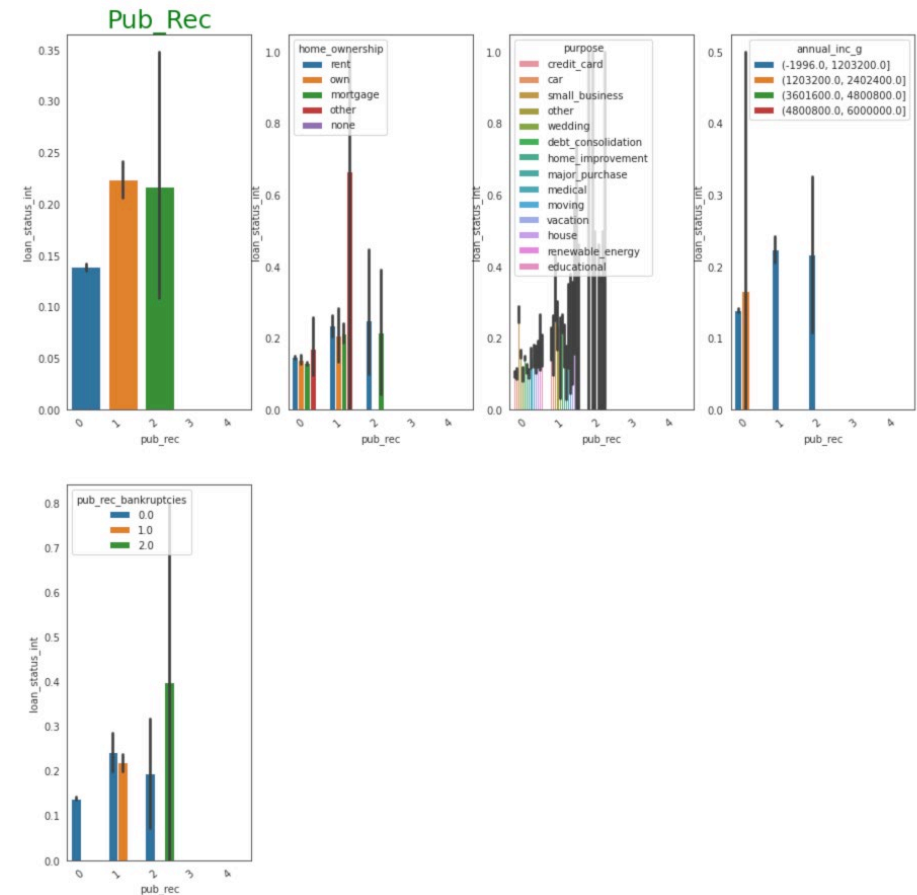 Pub_Rec
0.35
0.30
0.25
0.20
0.15
0.10
0.05
0.00
loan_status_int
0
1
2
3
4
pub_rec
home_ownership
rent
own
mortgage
other
none
1.0
0.8
0.6
0.4
0.2
0.0
loan_status_int
0
1
2
3
4
pub_rec
purpose
credit_card
car
small_business
other
wedding
debt_consolidation
home_improvement
major_purchase
medical
moving
vacation
house
renewable_energy
educational
1.0
0.8
0.6
0.4
0.2
0.0
loan_status_int
0
1
2
3
4
pub_rec
annual_inc_g
(-1996.0, 1203200.0]
(1203200.0, 2402400.0]
(3601600.0, 4800800.0]
(4800800.0, 6000000.0]
0.5
0.4
0.3
0.2
0.1
0.0
loan_status_int
0
1
2
3
4
pub_rec
pub_rec_bankruptcies
0.0
1.0
2.0
0.8
0.7
0.6
0.5
0.4
0.3
0.2
0.1
0.0
loan_status_int
0
1
2
3
4
pub_rec